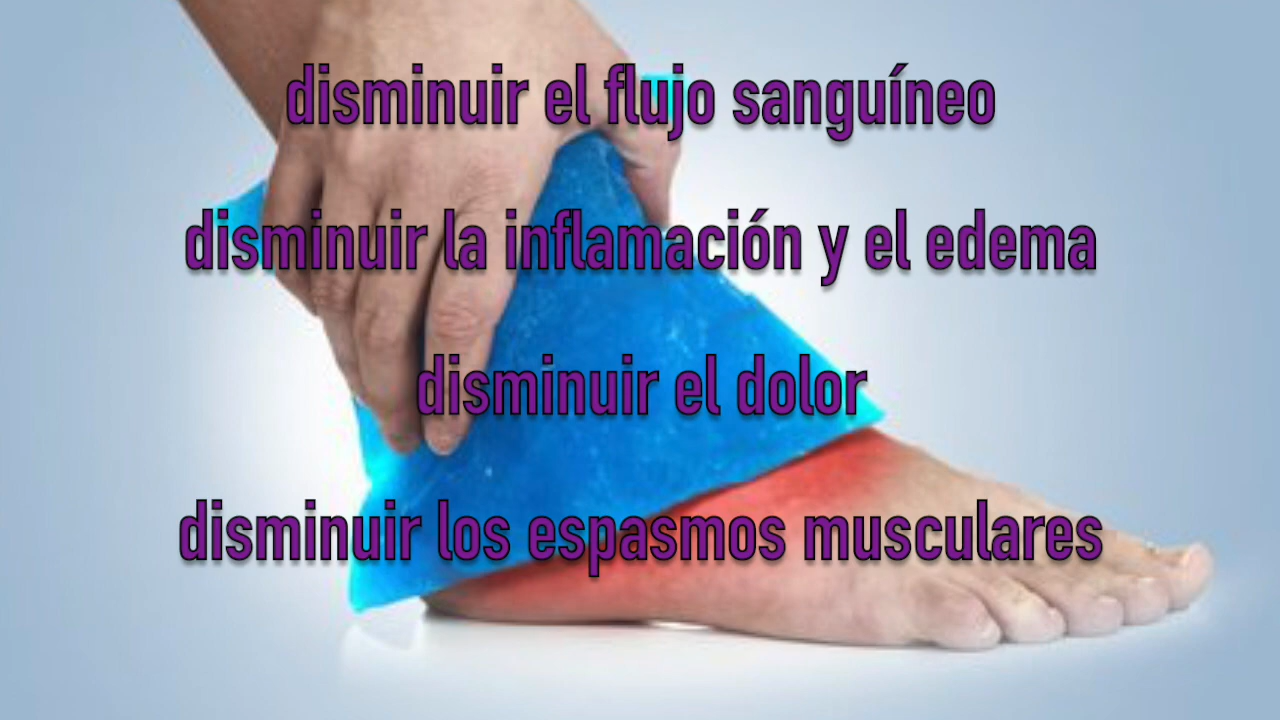 disminuir el flujo sanguíneo
disminuir la inflamación y el edema
disminuir el dolor
disminuir los espasmos musculares